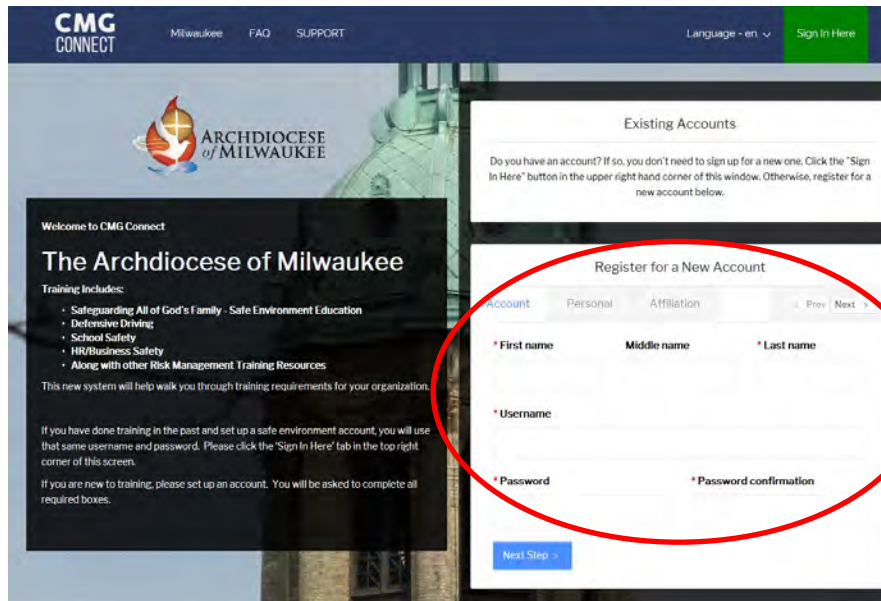 CMG
CONNECT
Milwaukee FAQ SUPPORT Language - en Sign In Here
ARCHDIOCESE
of MILWAUKEE
Welcome to CMG Connect
The Archdiocese of Milwaukee
Training Includes:
• Safeguarding All of God's Family - Safe Environment Education
• Defensive Driving
• School Safety
• HR/Business Safety
• Along with other Risk Management Training Resources
This new system will help walk you through training requirements for your organization.
If you have done training in the past and set up a safe environment account, you will use
that same username and password. Please click the 'Sign In Here' tab in the top right
corner of this screen.
If you are new to training, please set up an account. You will be asked to complete all
required boxes.
Existing Accounts
Do you have an account? If so, you don't need to sign up for a new one. Click the "Sign
In Here" button in the upper right hand corner of this window. Otherwise, register for a
new account below.
Register for a New Account
Account Personal Affiliation < Prev Next >
* First name Middle name * Last name
* Username
* Password * Password confirmation
Next Step >